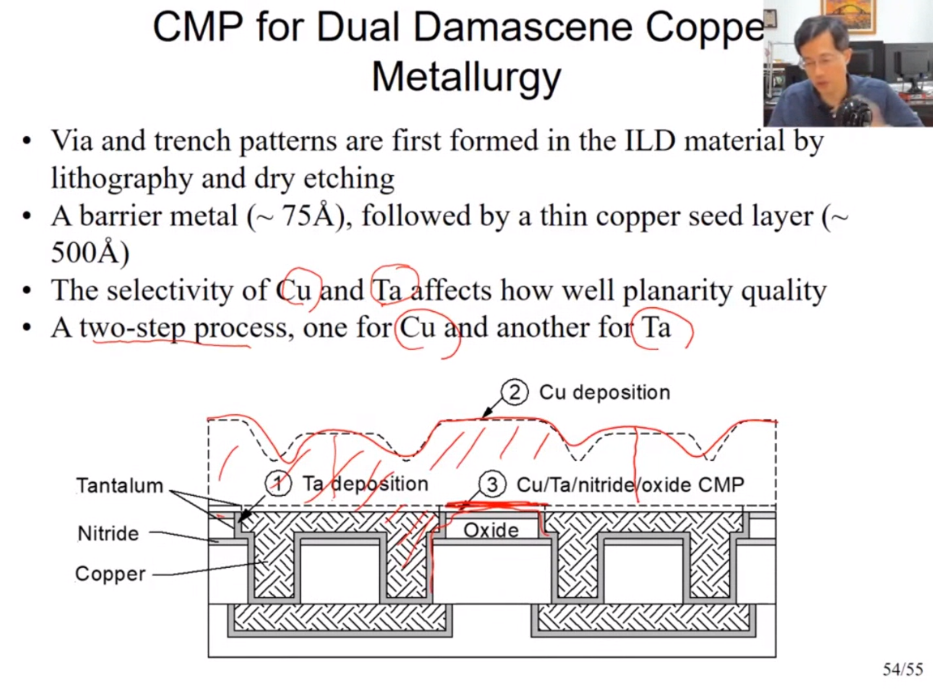 CMP for Dual Damascene Coppe
Metallurgy
• Via and trench patterns are first formed in the ILD material by
lithography and dry etching
• A barrier metal (~ 75Å), followed by a thin copper seed layer (~
500Å)
• The selectivity of Cu and Ta affects how well planarity quality
• A two-step process, one for Cu and another for Ta
2 Cu deposition
Tantalum
1 Ta deposition
3 Cu/Ta/nitride/oxide CMP
Nitride
Oxide
Copper
54/55